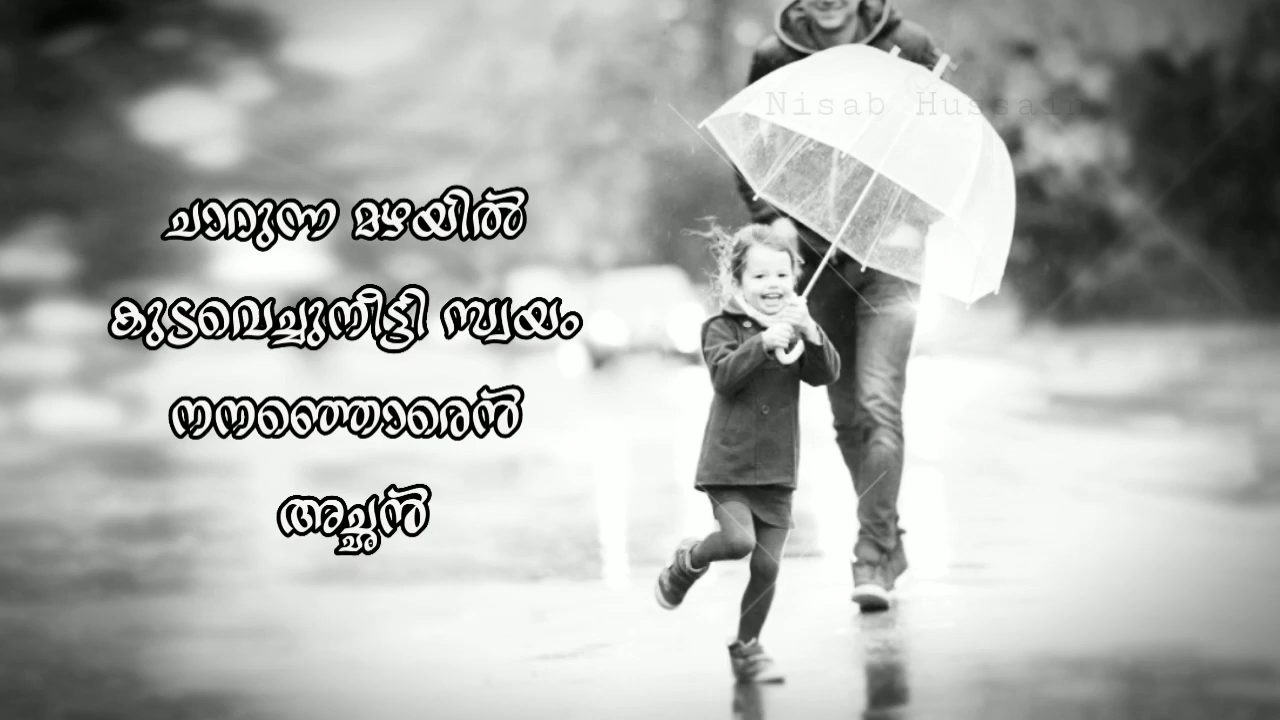 Nisab Hussain
ചാറുന്ന മഴയിൽ
കുടവെച്ചുനീട്ടി സ്വയം
നനഞ്ഞൊരെൻ
അച്ഛൻ